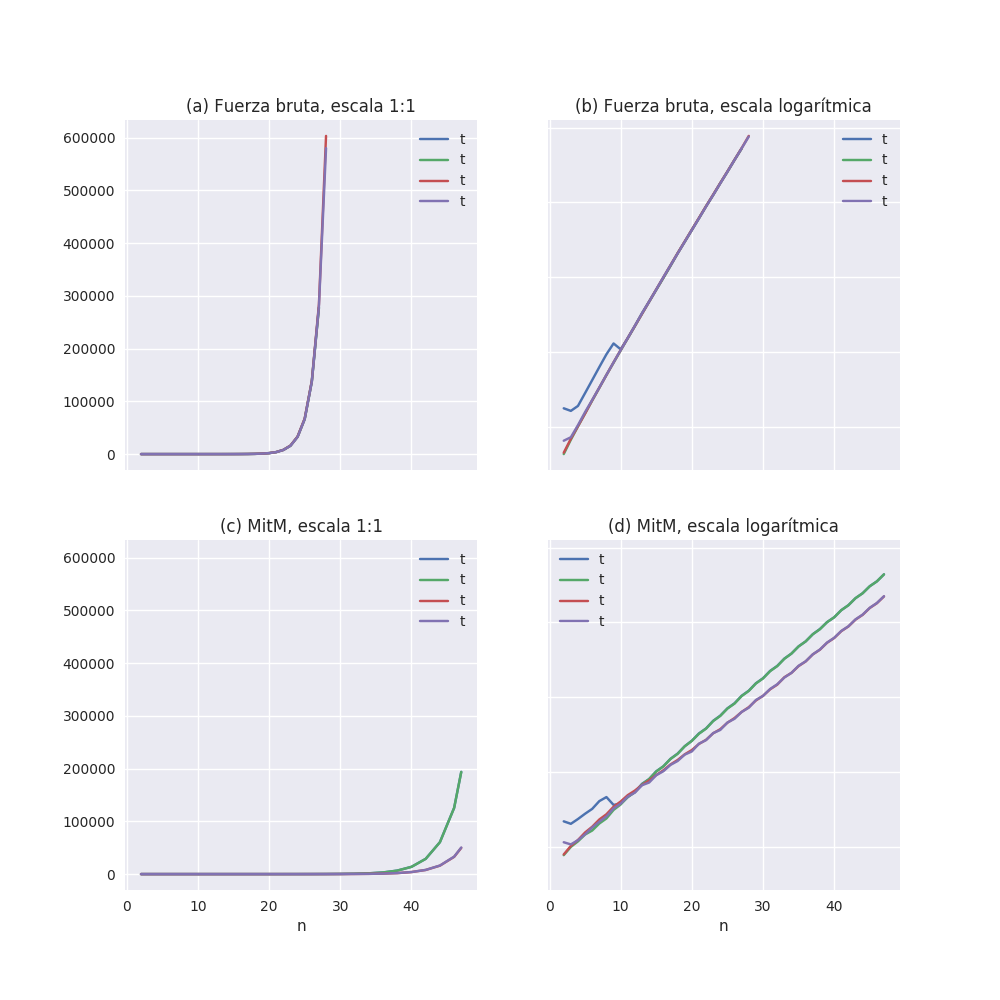 (a) Fuerza bruta, escala 1:1
600000
500000
400000
300000
200000
100000
0
t
t
t
t
(b) Fuerza bruta, escala logarítmica
t
t
t
t
(c) MitM, escala 1:1
600000
500000
400000
300000
200000
100000
0
t
t
t
t
0 10 20 30 40
n
(d) MitM, escala logarítmica
t
t
t
t
0 10 20 30 40
n